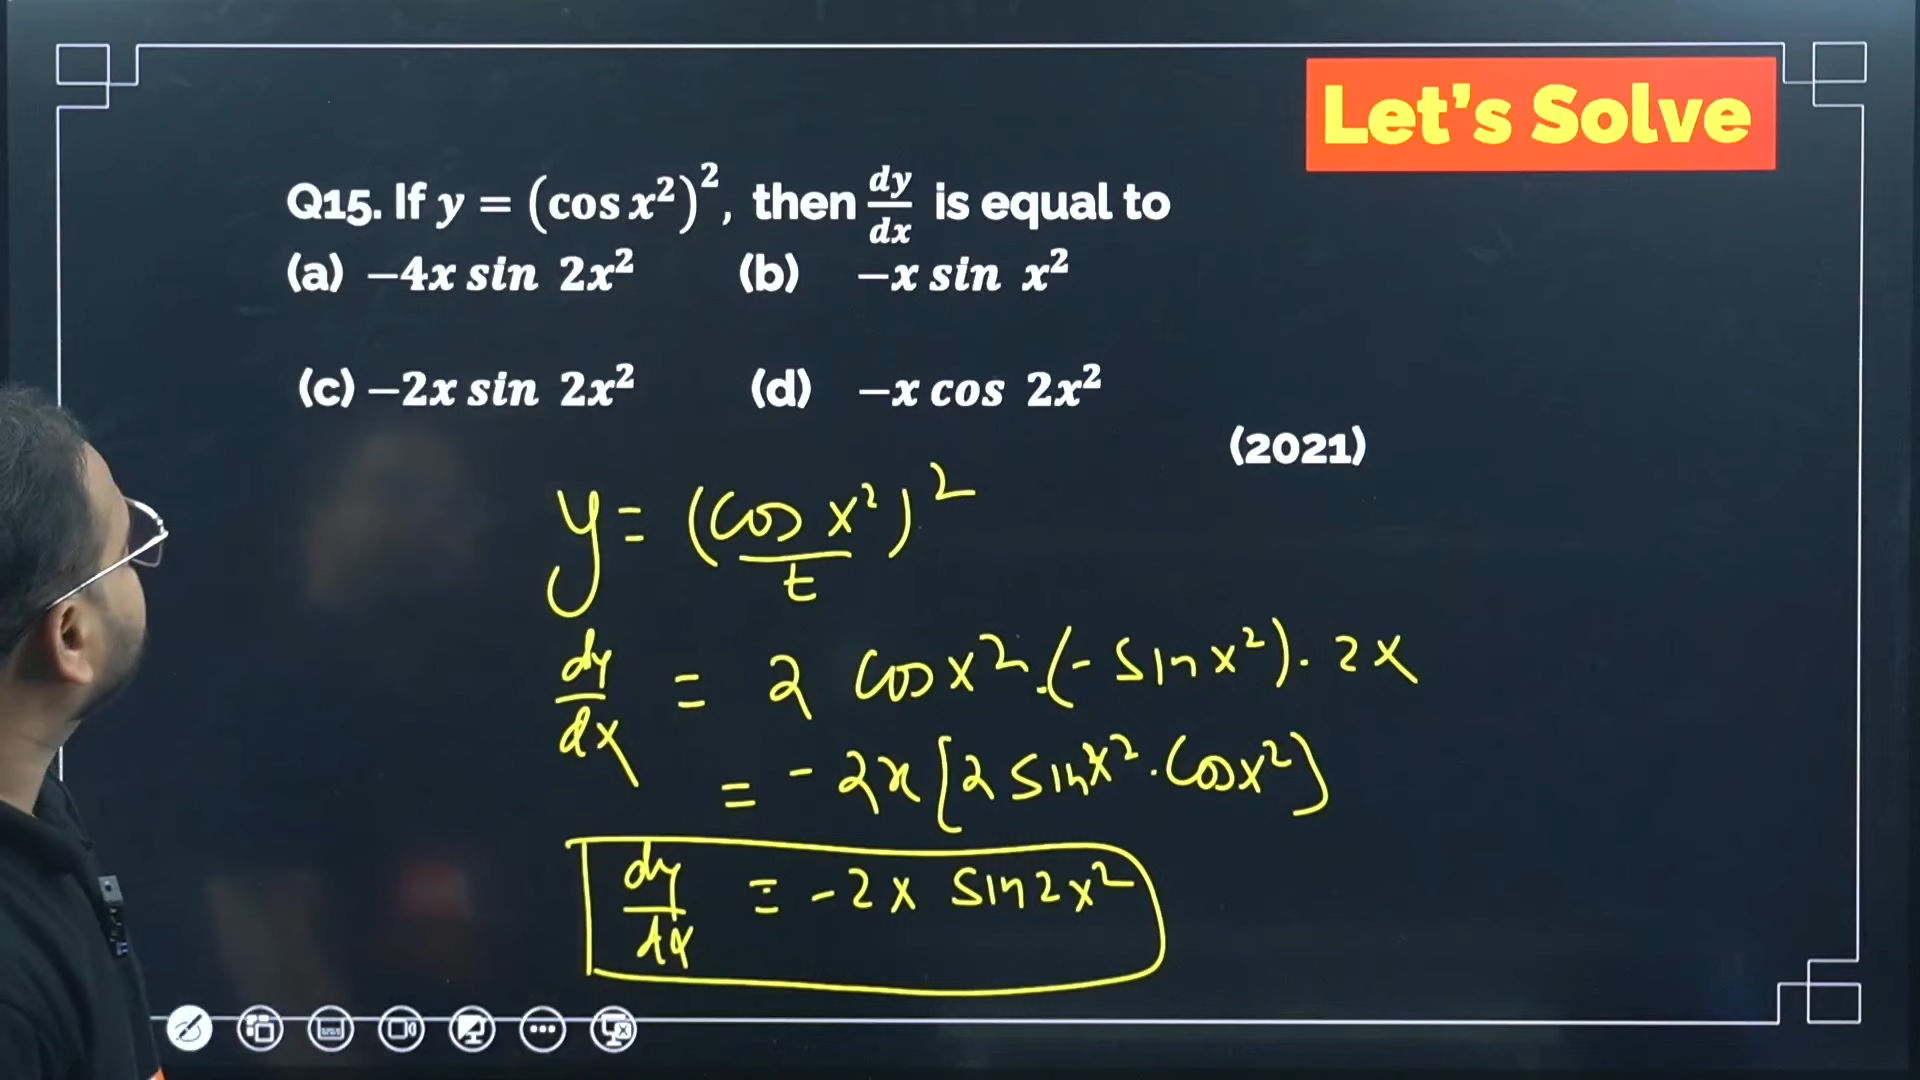 Let's Solve
Q15. If y = (cos x²)², then dy/dx is equal to
(a) −4x sin 2x² (b) −x sin x²
(c) −2x sin 2x² (d) −x cos 2x²
(2021)
y = (cos x²)²
t
dy/dx = 2 cos x² . (- sin x²) . 2x
= - 2x [2 sin x² . cos x²]
dy/dx = - 2x sin 2x²